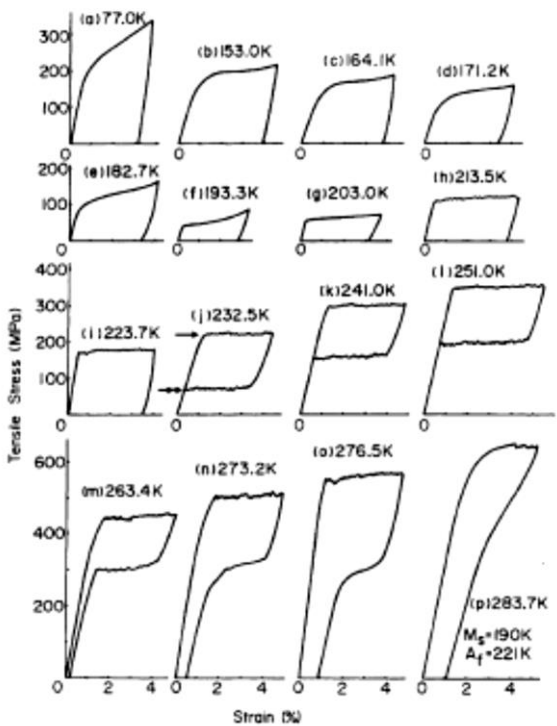 300
200
100
0
(a)77.0K
(b)153.0K
0
(c)164.1K
0
(d)171.2K
0
200
100
0
(e)182.7K
(f)193.3K
0
(g)203.0K
0
(h)213.5K
0
Tensile Stress (MPa)
400
300
200
100
0
(i)223.7K
(j)232.5K
0
(k)241.0K
0
(l)251.0K
0
600
400
200
0 2 4
(m)263.4K
(n)273.2K
0 2 4
(o)276.5K
0 2 4
(p)283.7K
Ms=190K
Af=221K
0 2 4
Strain (%)